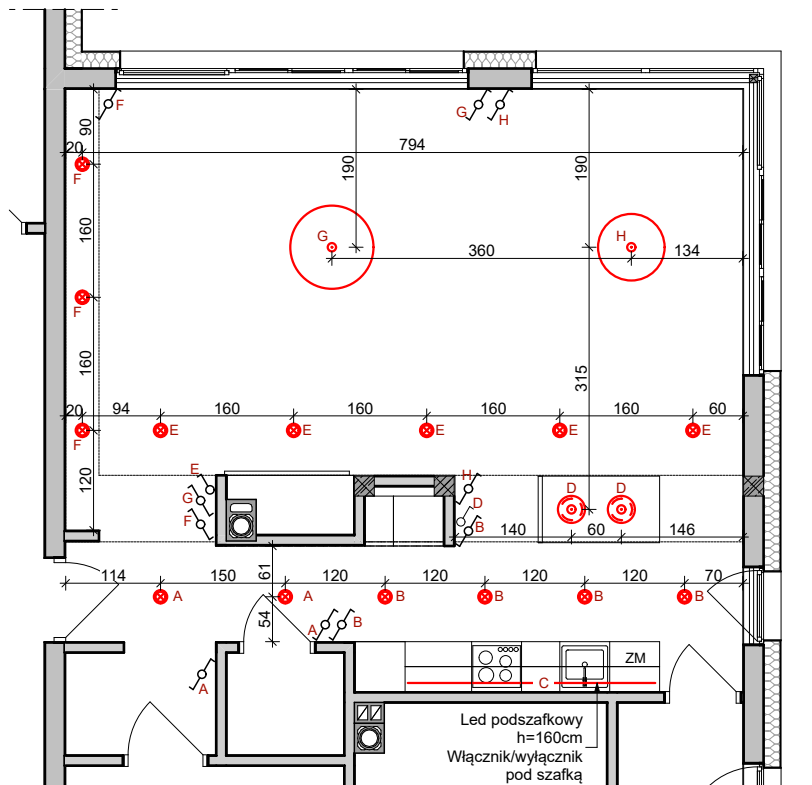 F
G
H
90
20
794
F
190
190
160
G
H
360
134
F
160
315
20
94
160
160
160
160
60
F
E
E
E
E
E
120
E
G
F
H
D
B
D
D
140
60
146
61
114
150
120
120
120
120
70
A
A
B
B
B
B
54
A
B
A
ZM
C
Led podszafkowy
h=160cm
Włącznik/wyłącznik
pod szafką